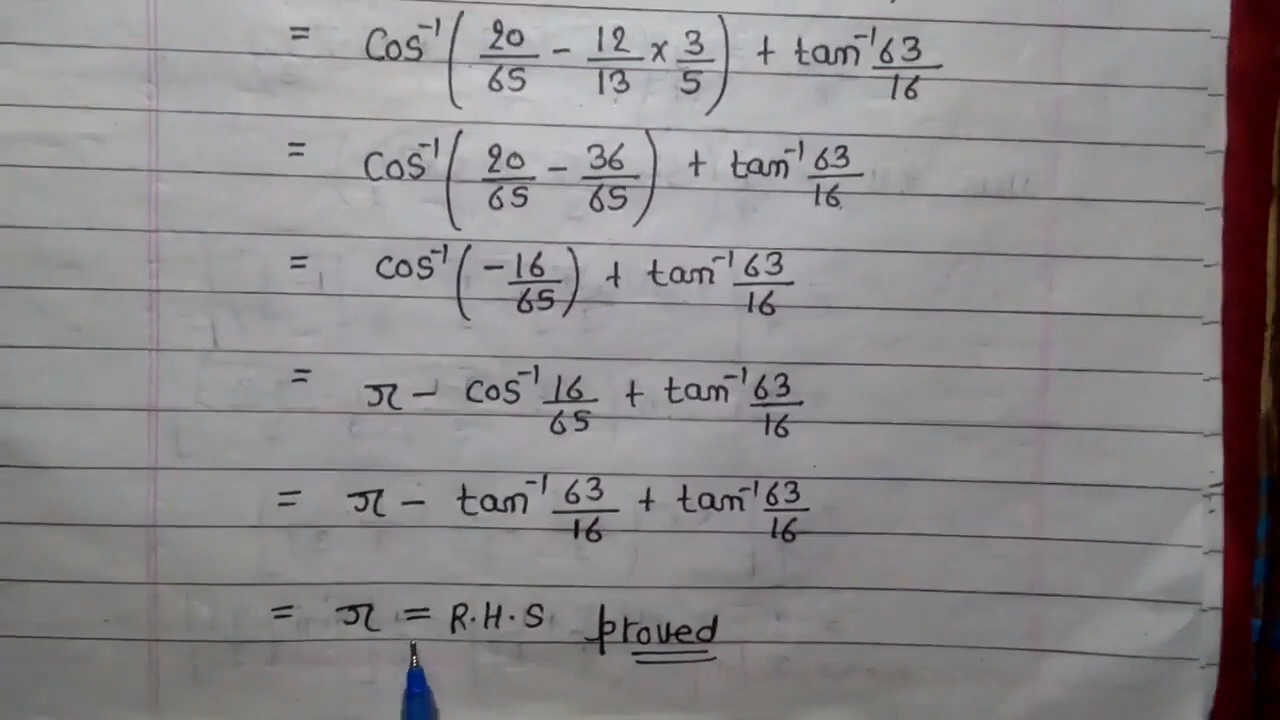 = Cos⁻¹(20/65 - 12/13 × 3/5) + tan⁻¹ 63/16
= Cos⁻¹(20/65 - 36/65) + tan⁻¹ 63/16
= cos⁻¹(-16/65) + tan⁻¹ 63/16
= π - cos⁻¹ 16/65 + tan⁻¹ 63/16
= π - tan⁻¹ 63/16 + tan⁻¹ 63/16
= π = R.H.S proved